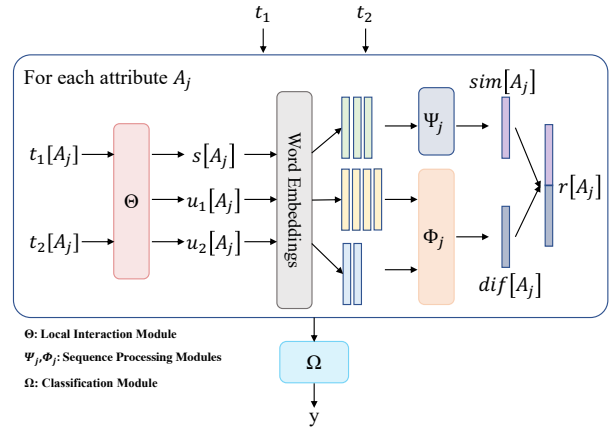 t₁ t₂
For each attribute Aⱼ
sim[Aⱼ]
Ψⱼ
t₁[Aⱼ] s[Aⱼ]
Θ u₁[Aⱼ] Word Embeddings r[Aⱼ]
t₂[Aⱼ] u₂[Aⱼ] Φⱼ
dif[Aⱼ]
Θ: Local Interaction Module
Ψⱼ,Φⱼ: Sequence Processing Modules
Ω
Ω: Classification Module
y